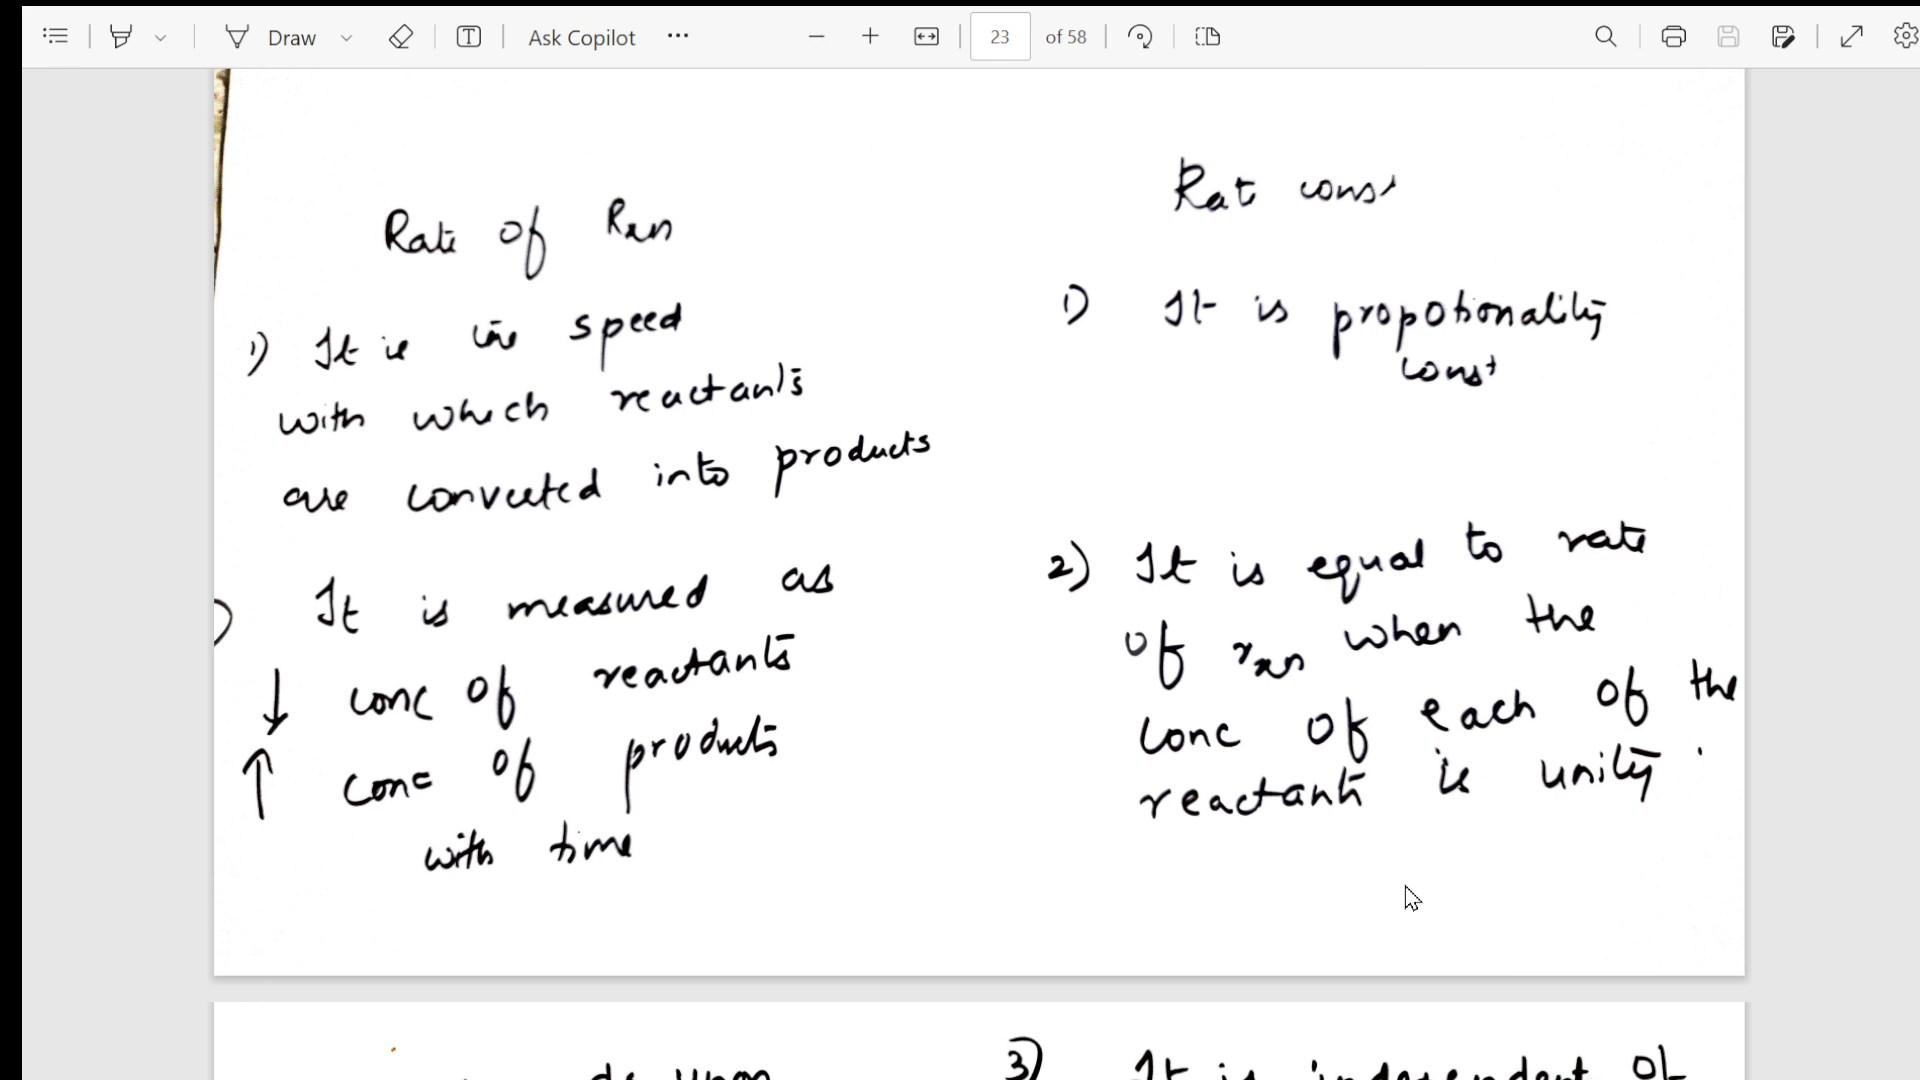 Draw
Ask Copilot
23 of 58
Rate of Rxn
1) It is the speed
with which reactants
are converted into products
It is measured as
↓ conc of reactants
↑ conc of products
with time
Rat const
1) It is propotionality
const
2) It is equal to rate
of rxn when the
conc of each of the
reactants is unity.
upon
3) It is independent of